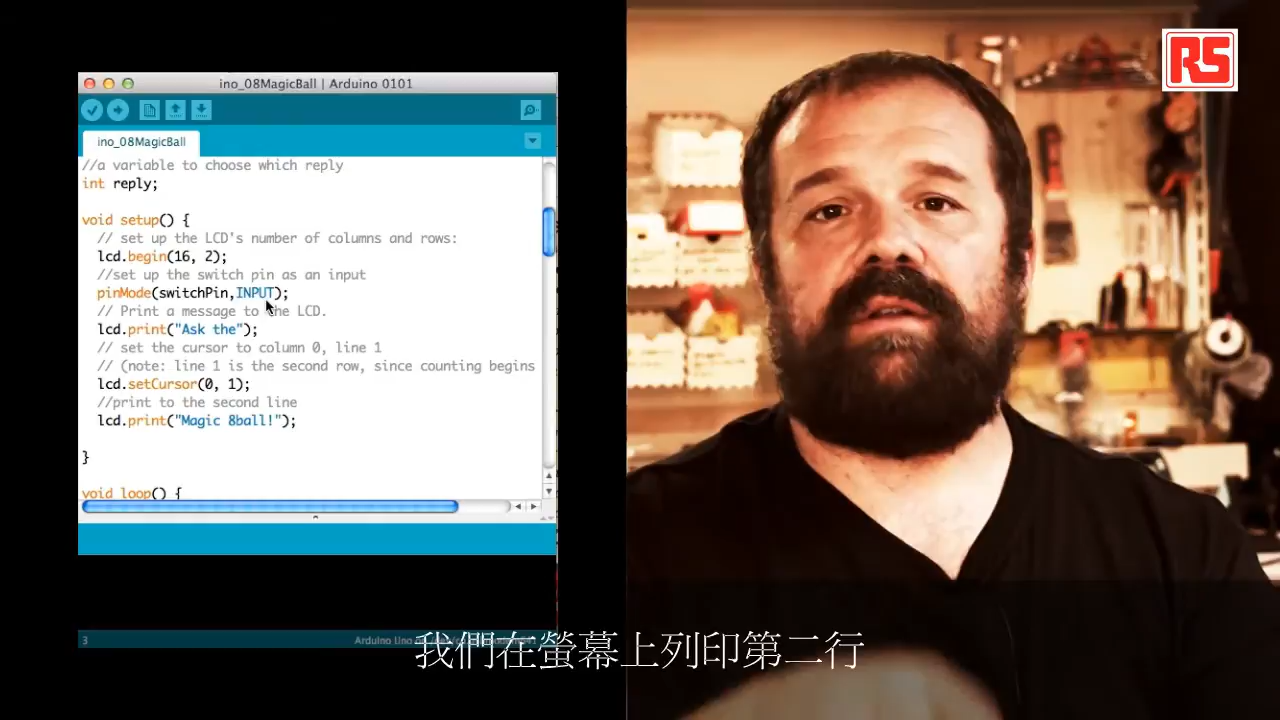 ino_08MagicBall | Arduino 0101
ino_08MagicBall
//a variable to choose which reply
int reply;
void setup() {
// set up the LCD's number of columns and rows:
lcd.begin(16, 2);
//set up the switch pin as an input
pinMode(switchPin,INPUT);
// Print a message to the LCD.
lcd.print("Ask the");
// set the cursor to column 0, line 1
// (note: line 1 is the second row, since counting begins
lcd.setCursor(0, 1);
//print to the second line
lcd.print("Magic 8ball!");
}
void loop() {
3
Arduino Uno
RS
我們在螢幕上列印第二行